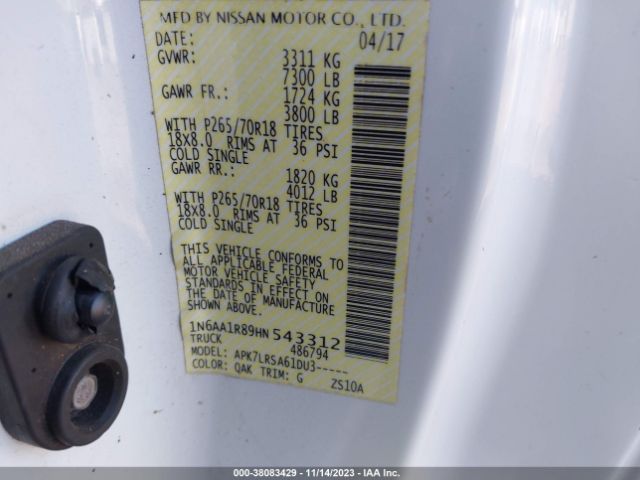 MFD BY NISSAN MOTOR CO., LTD.
DATE: 04/17
GVWR: 3311 KG
7300 LB
GAWR FR.: 1724 KG
3800 LB
WITH P265/70R18 TIRES
18X8.0 RIMS AT 36 PSI
COLD SINGLE
GAWR RR.: 1820 KG
4012 LB
WITH P265/70R18 TIRES
18X8.0 RIMS AT 36 PSI
COLD SINGLE
THIS VEHICLE CONFORMS TO
ALL APPLICABLE FEDERAL
MOTOR VEHICLE SAFETY
STANDARDS IN EFFECT ON
THE DATE OF MANUFACTURE
SHOWN ABOVE.
1N6AA1R89HN 543312
TRUCK 486794
MODEL: APK7LRSA61DU3-----
COLOR: QAK TRIM: G ZS10A
000-38083429 - 11/14/2023 - IAA Inc.